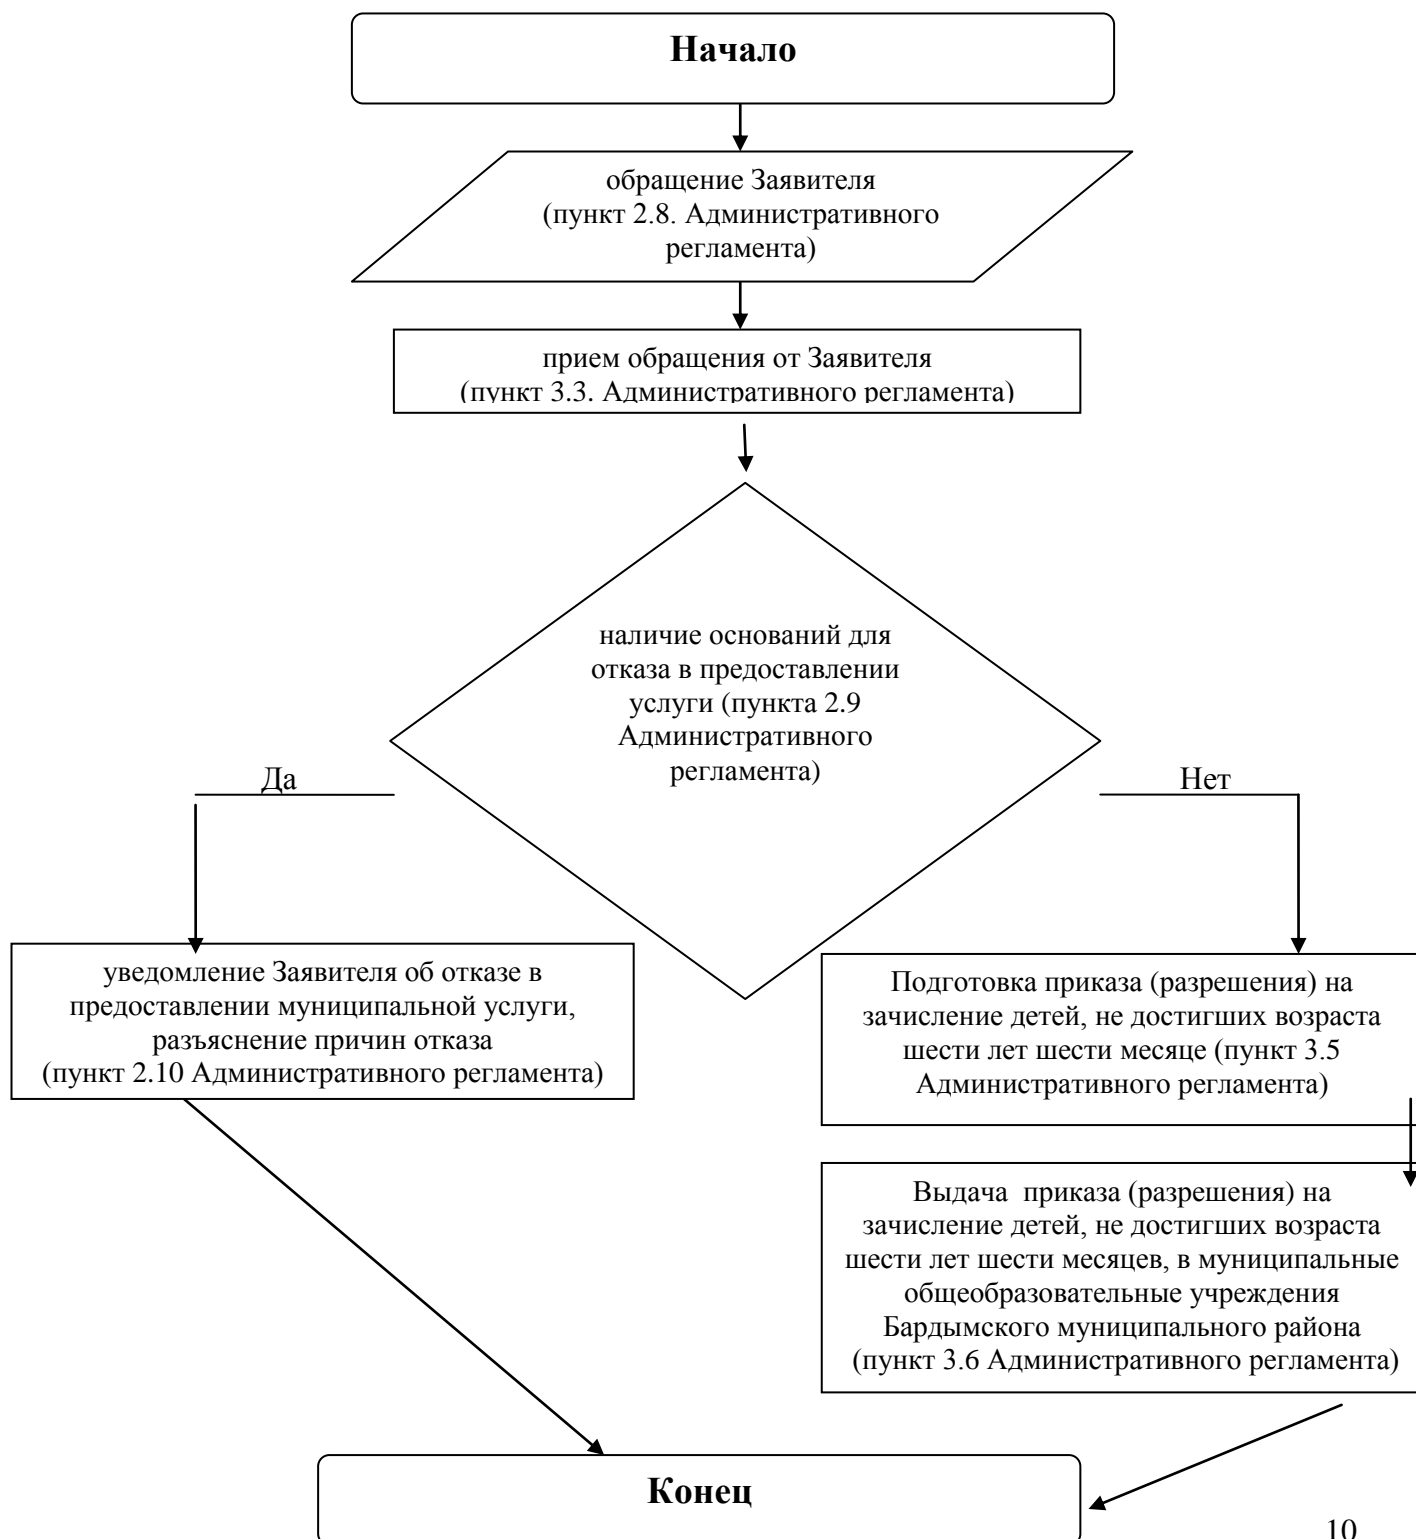 Начало
обращение Заявителя
(пункт 2.8. Административного
регламента)
прием обращения от Заявителя
(пункт 3.3. Административного регламента)
наличие оснований для
отказа в предоставлении
услуги (пункта 2.9
Административного
регламента)
Да
Нет
уведомление Заявителя об отказе в
предоставлении муниципальной услуги,
разъяснение причин отказа
(пункт 2.10 Административного регламента)
Подготовка приказа (разрешения) на
зачисление детей, не достигших возраста
шести лет шести месяце (пункт 3.5
Административного регламента)
Выдача приказа (разрешения) на
зачисление детей, не достигших возраста
шести лет шести месяцев, в муниципальные
общеобразовательные учреждения
Бардымского муниципального района
(пункт 3.6 Административного регламента)
Конец
10